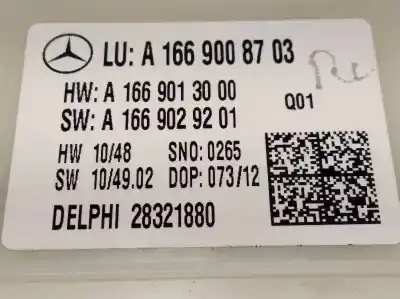 LU: A 166 900 87 03
HW: A 166 901 30 00
SW: A 166 902 92 01
Q01
HW 10/48 SNO: 0265
SW 10/49.02 DOP: 073/12
DELPHI 28321880